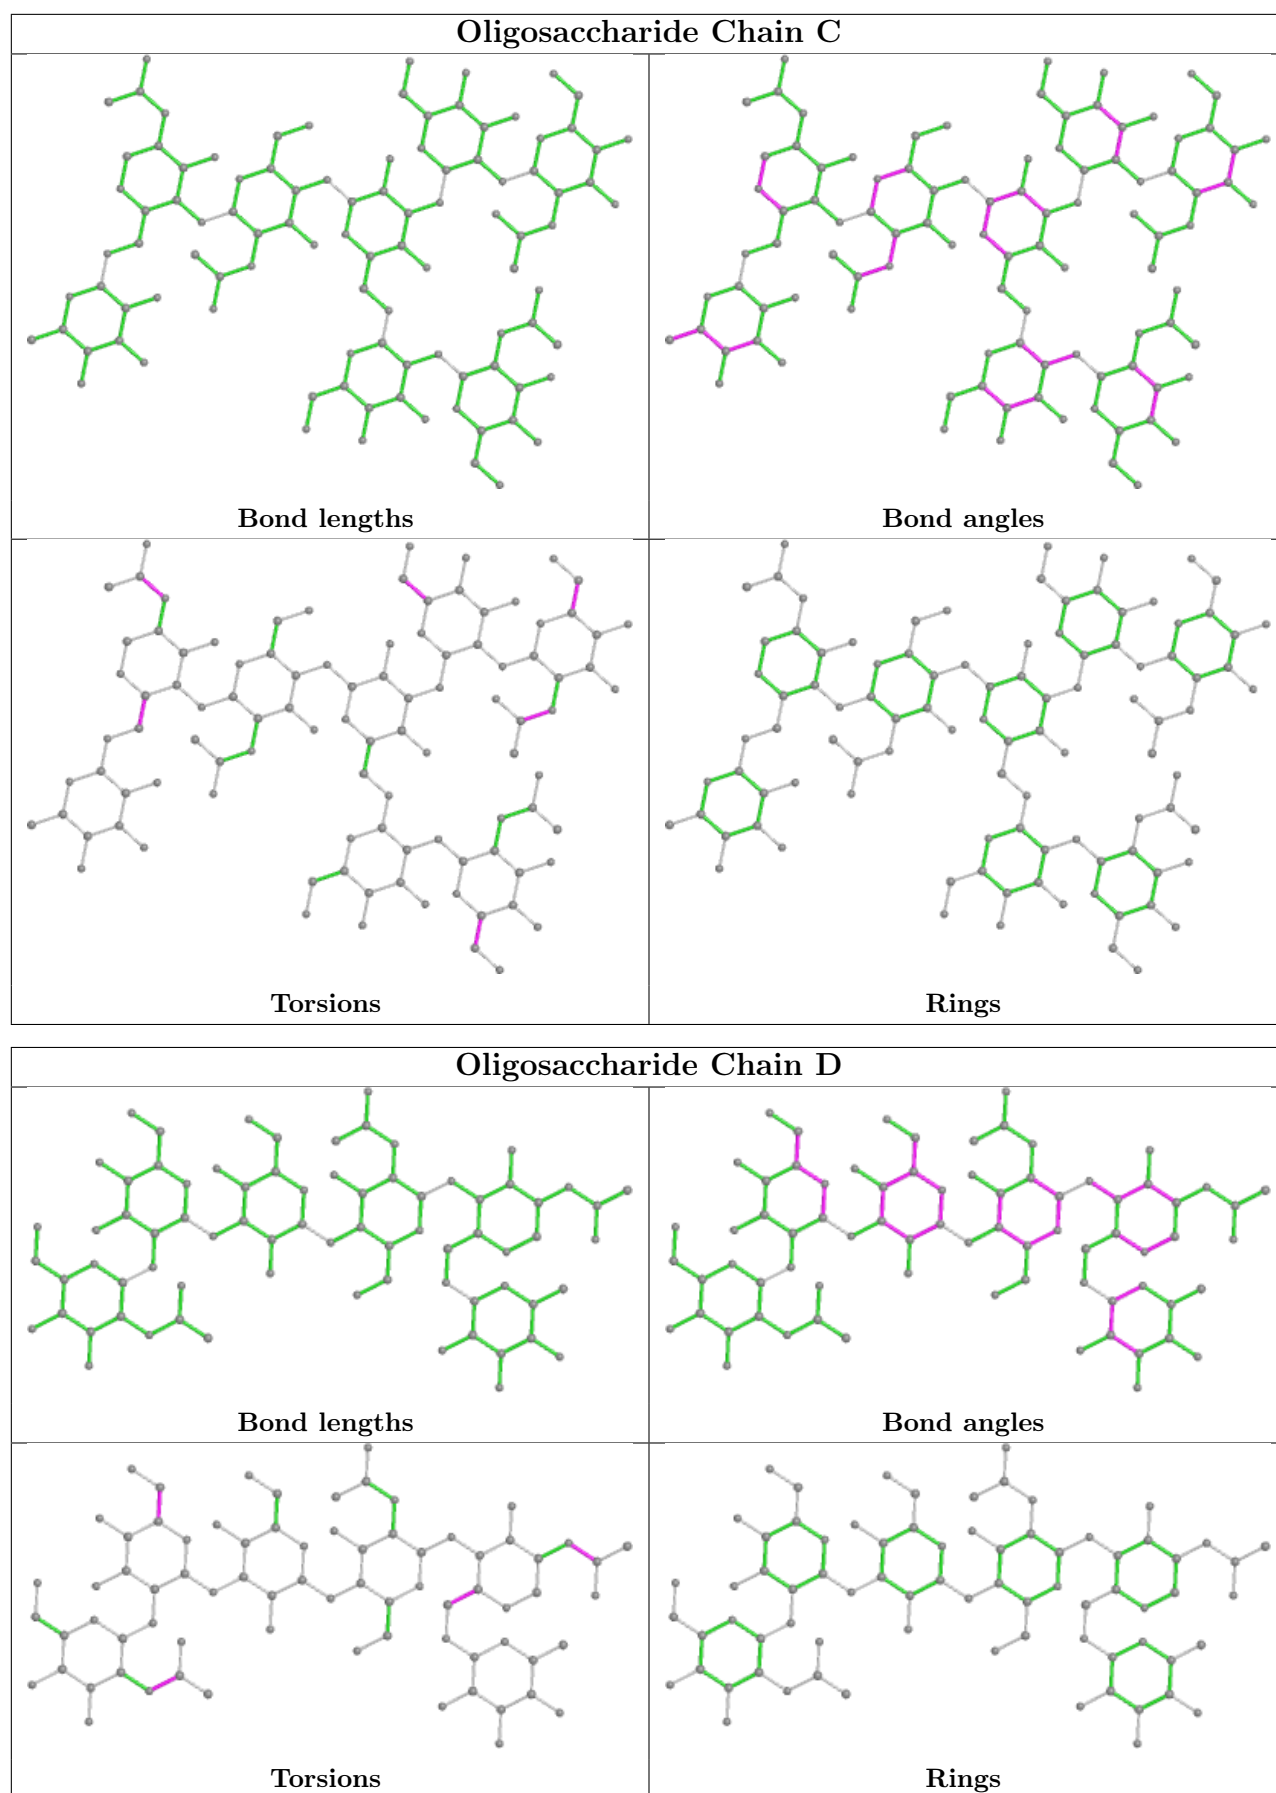 Oligosaccharide Chain C
Bond lengths
Bond angles
Torsions
Rings
Oligosaccharide Chain D
Bond lengths
Bond angles
Torsions
Rings